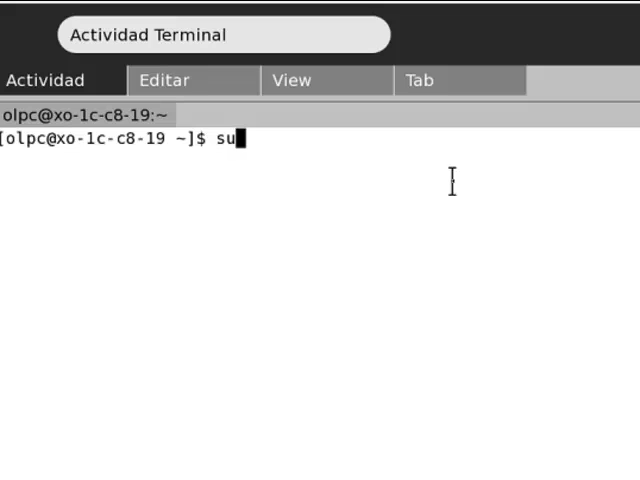 Actividad Terminal
Actividad Editar View Tab
olpc@xo-1c-c8-19:~
[olpc@xo-1c-c8-19 ~]$ su